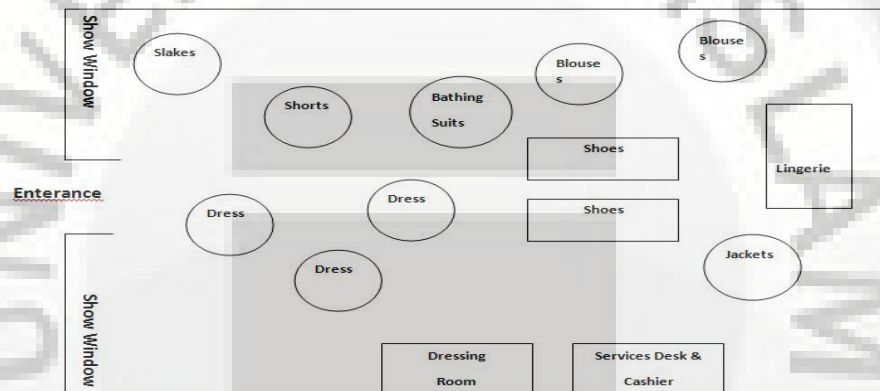 Show Window
Slakes
Blouse
s
Blouse
s
Shorts
Bathing
Suits
Shoes
Lingerie
Enterance
Dress
Dress
Shoes
Dress
Jackets
Show Window
Dressing
Room
Services Desk &
Cashier